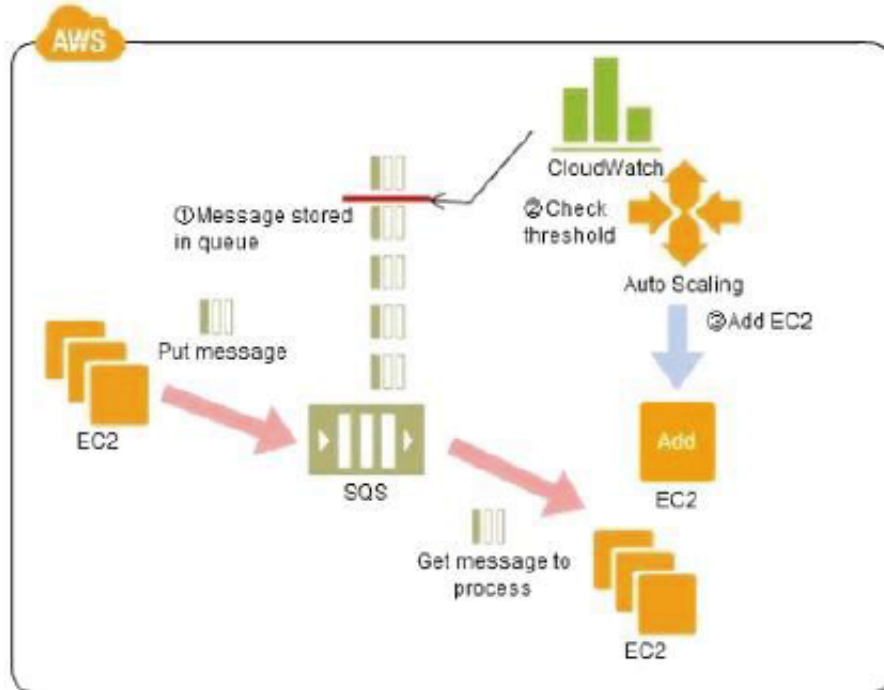 AWS
CloudWatch
①Message stored
in queue
②Check
threshold
Auto Scaling
③Add EC2
Put message
EC2
SQS
Add
EC2
Get message to
process
EC2